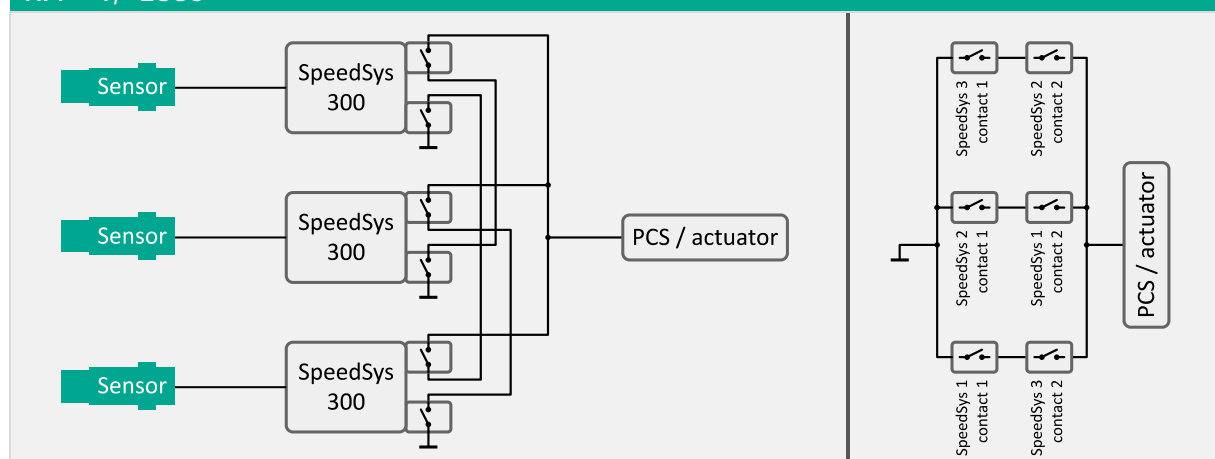 Sensor
SpeedSys
300
Sensor
SpeedSys
300
PCS / actuator
Sensor
SpeedSys
300
SpeedSys 3
contact 1
SpeedSys 2
contact 2
SpeedSys 2
contact 1
SpeedSys 1
contact 2
PCS / actuator
SpeedSys 1
contact 1
SpeedSys 3
contact 2